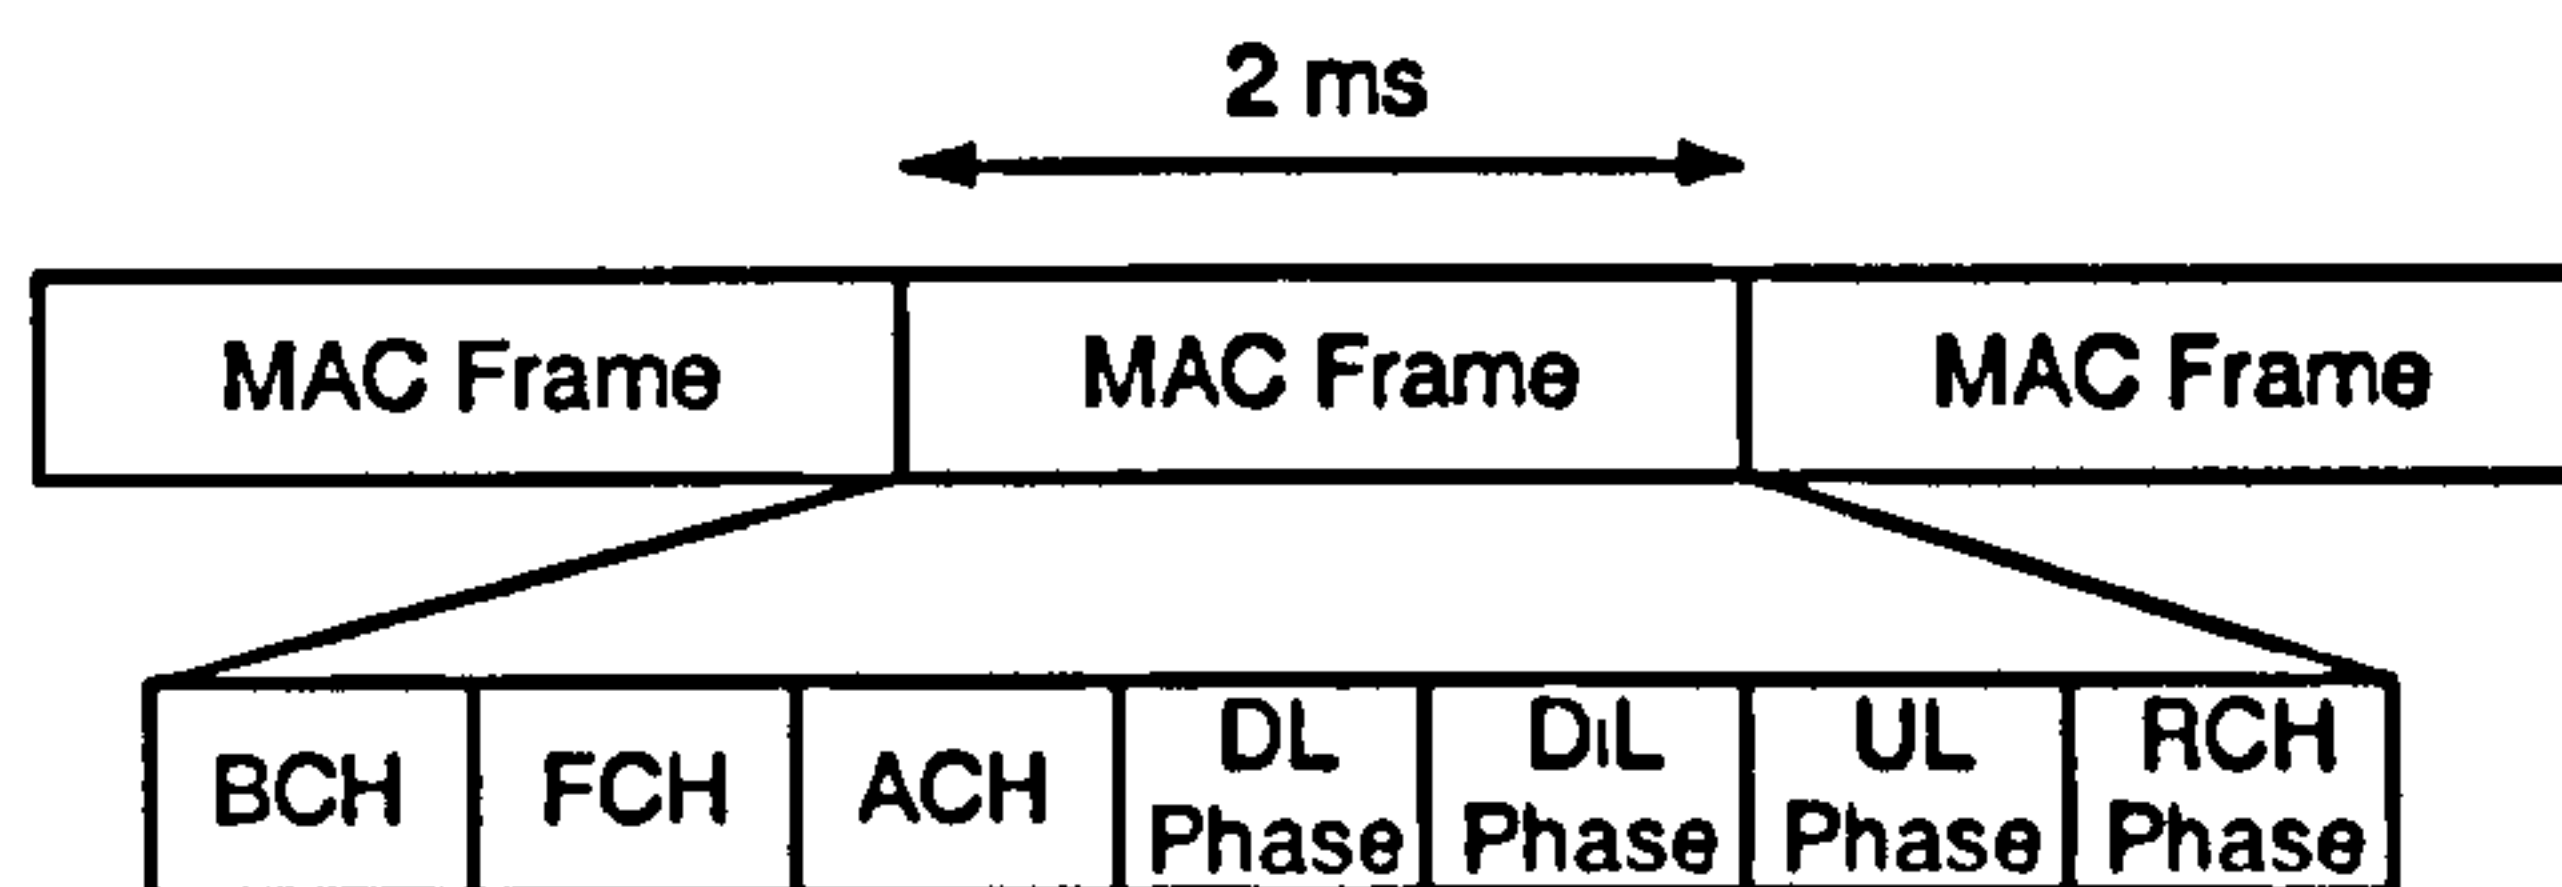 2 ms
MAC Frame MAC Frame MAC Frame
BCH FCH ACH DL Phase DiL Phase UL Phase RCH Phase